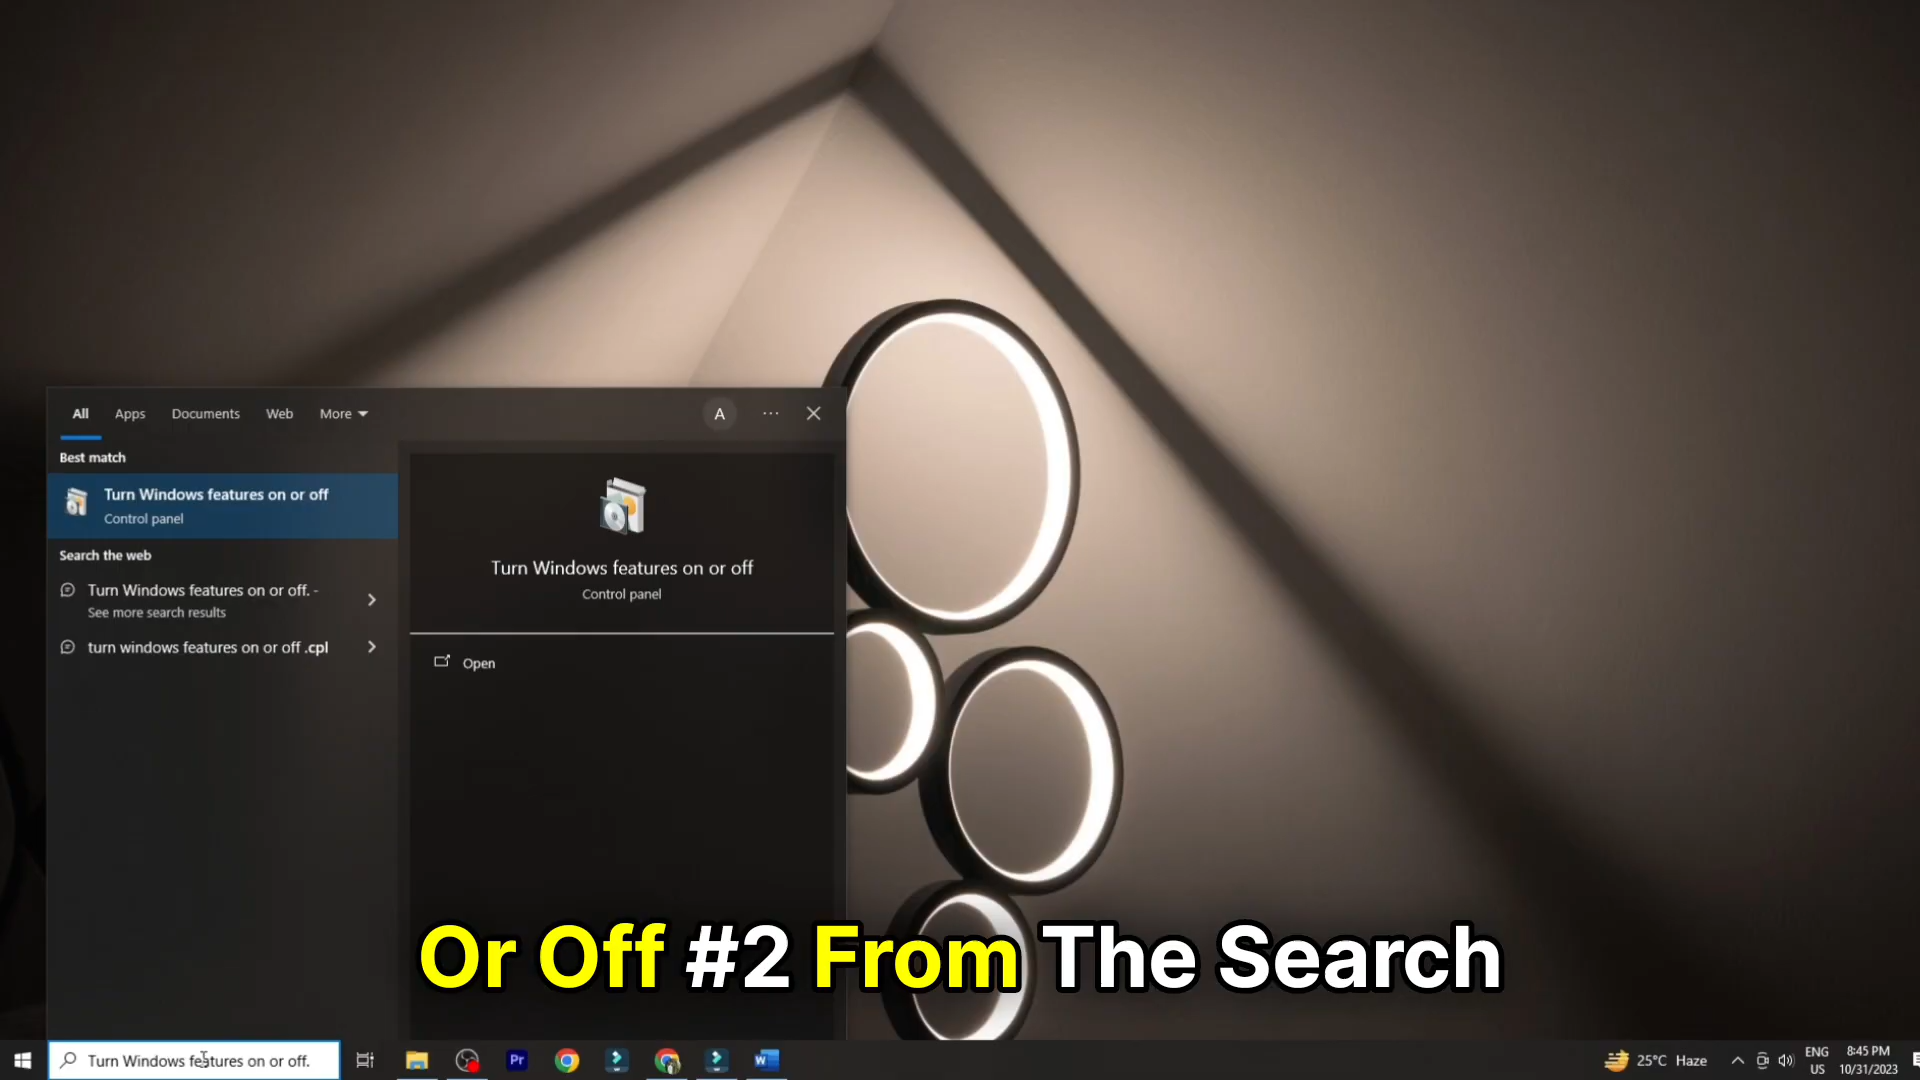 All Apps Documents Web More A ...
Best match
Turn Windows features on or off
Control panel
Search the web
Turn Windows features on or off. -
See more search results
turn windows features on or off .cpl
Turn Windows features on or off
Control panel
Open
Or Off #2 From The Search
Turn Windows features on or off.
Pr
W
25°C Haze
ENG
US
8:45 PM
10/31/2023